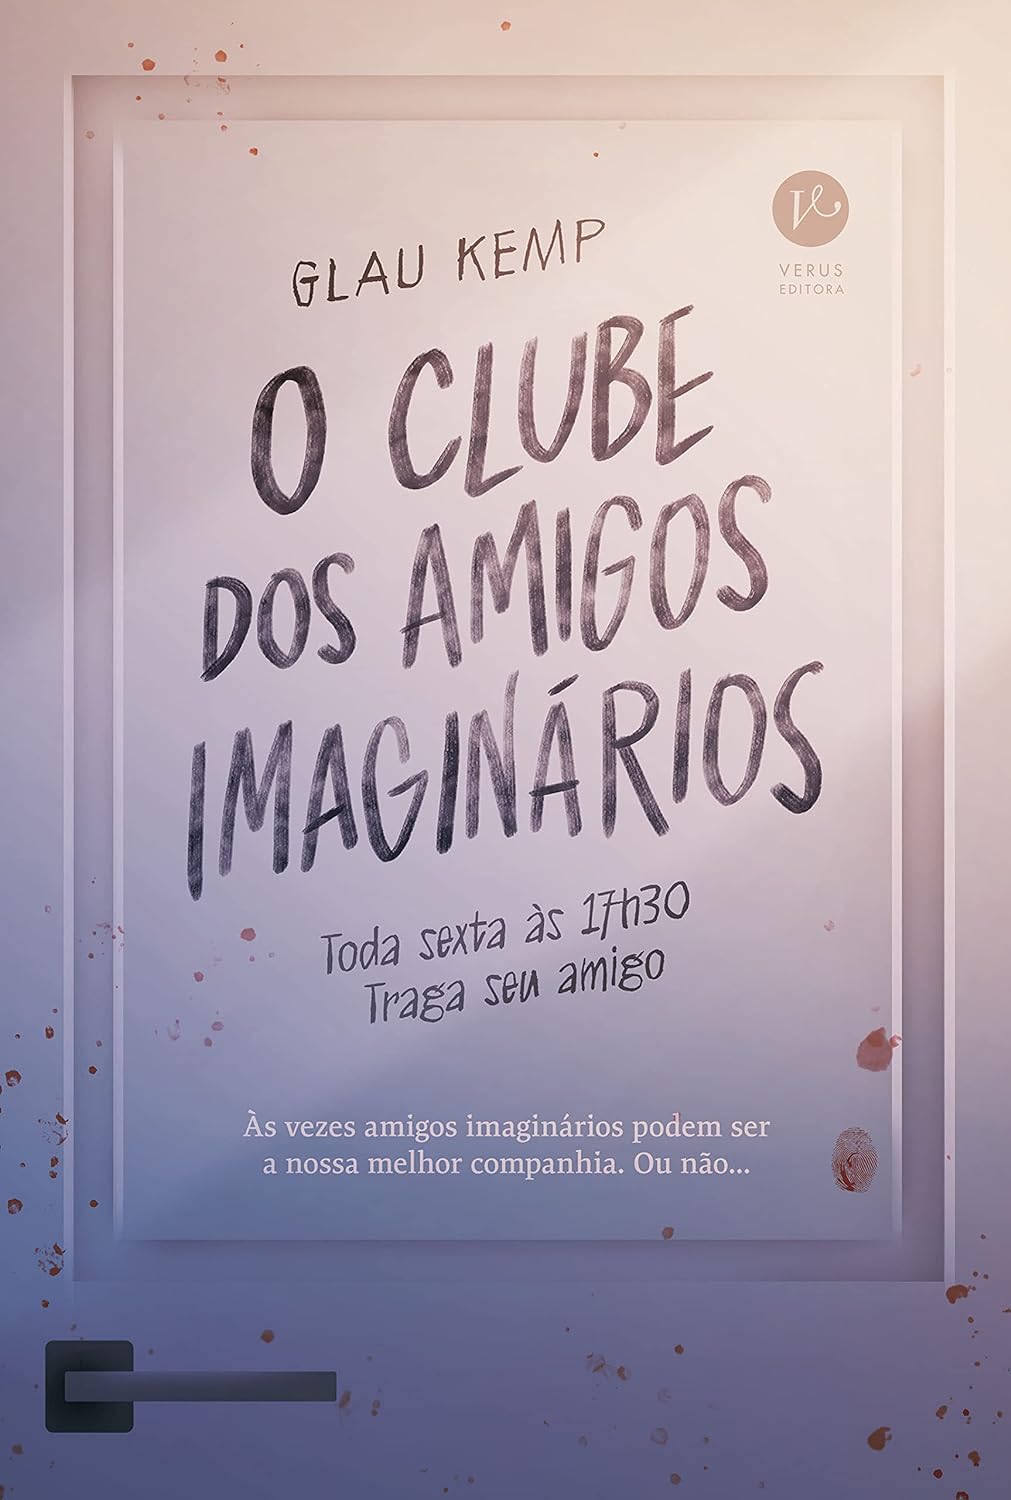 VERUS
EDITORA
GLAU KEMP
O CLUBE
DOS AMIGOS
IMAGINÁRIOS
Toda sexta às 17h30
Traga seu amigo
Às vezes amigos imaginários podem ser
a nossa melhor companhia. Ou não...